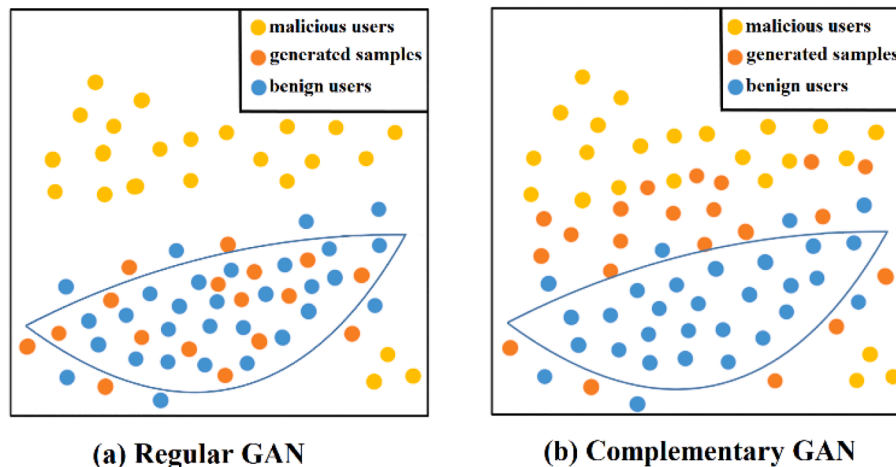 malicious users
generated samples
benign users
malicious users
generated samples
benign users
(a) Regular GAN
(b) Complementary GAN